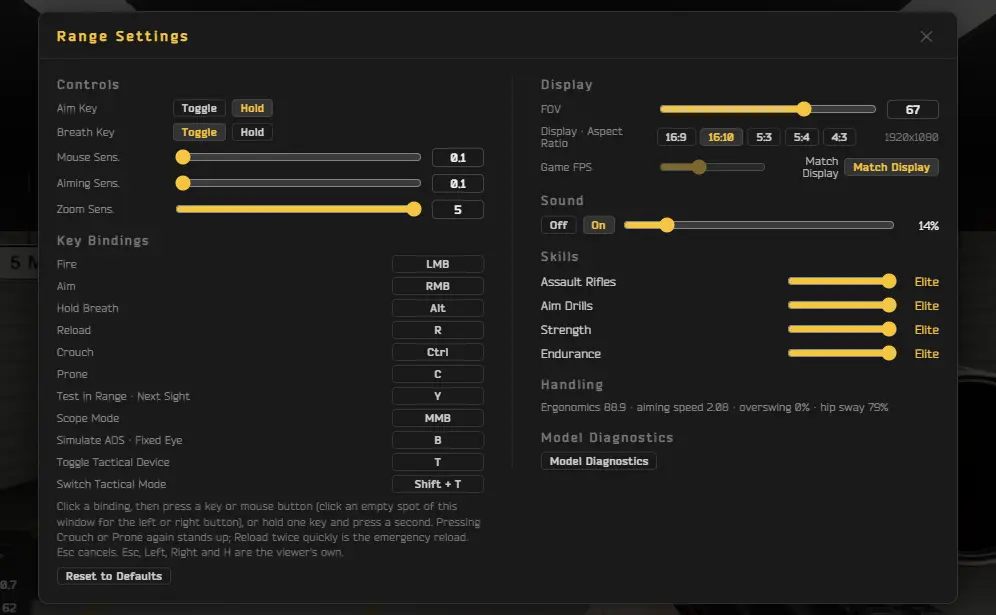 Range Settings
Controls
Aim Key Toggle Hold
Breath Key Toggle Hold
Mouse Sens. 0.1
Aiming Sens. 0.1
Zoom Sens. 5
Key Bindings
Fire LMB
Aim RMB
Hold Breath Alt
Reload R
Crouch Ctrl
Prone C
Test in Range · Next Sight Y
Scope Mode MMB
Simulate ADS · Fixed Eye B
Toggle Tactical Device T
Switch Tactical Mode Shift + T
Click a binding, then press a key or mouse button (click an empty spot of this
window for the left or right button), or hold one key and press a second. Pressing
Crouch or Prone again stands up; Reload twice quickly is the emergency reload.
Esc cancels. Esc, Left, Right and H are the viewer's own.
Reset to Defaults
Display
FOV 67
Display · Aspect
Ratio
16:9 16:10 5:3 5:4 4:3 1920x1080
Game FPS
Match
Display
Match Display
Sound
Off On 14%
Skills
Assault Rifles Elite
Aim Drills Elite
Strength Elite
Endurance Elite
Handling
Ergonomics 88.9 · aiming speed 2.08 · overswing 0% · hip sway 79%
Model Diagnostics
Model Diagnostics
5
0.7
62